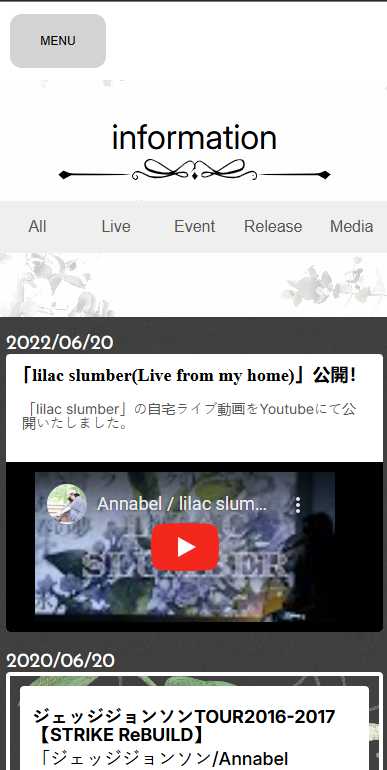 MENU
information
All Live Event Release Media
2022/06/20
「lilac slumber(Live from my home)」公開！
「lilac slumber」の自宅ライブ動画をYoutubeにて公
開いたしました。
Annabel / lilac slum...
LILAC
SLUMBER
2020/06/20
ジェッジジョンソンTOUR2016-2017
【STRIKE ReBUILD】
「ジェッジジョンソン/Annabel